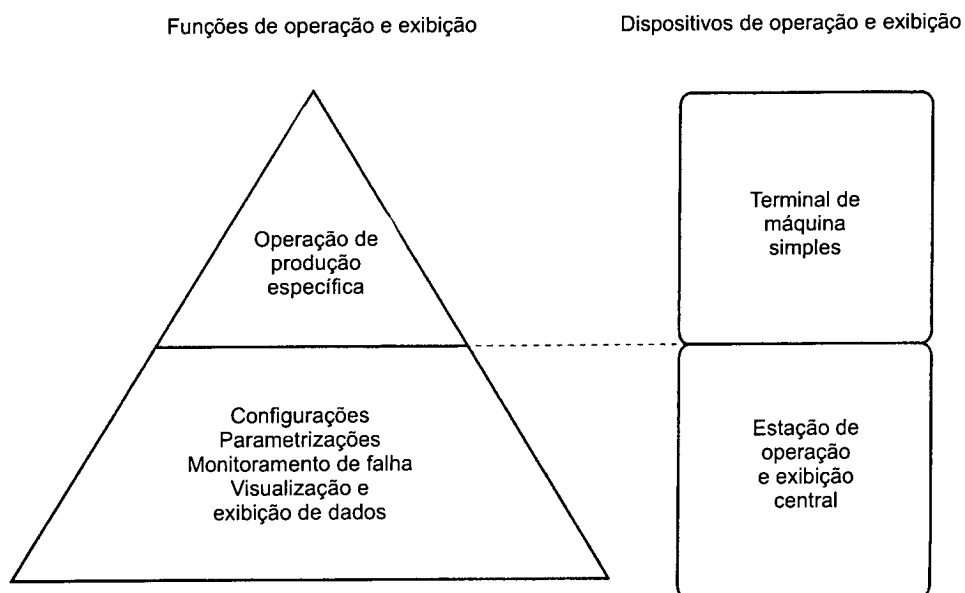 Funções de operação e exibição
Dispositivos de operação e exibição
Operação de
produção
específica
Terminal de
máquina
simples
Configurações
Parametrizações
Monitoramento de falha
Visualização e
exibição de dados
Estação de
operação
e exibição
central